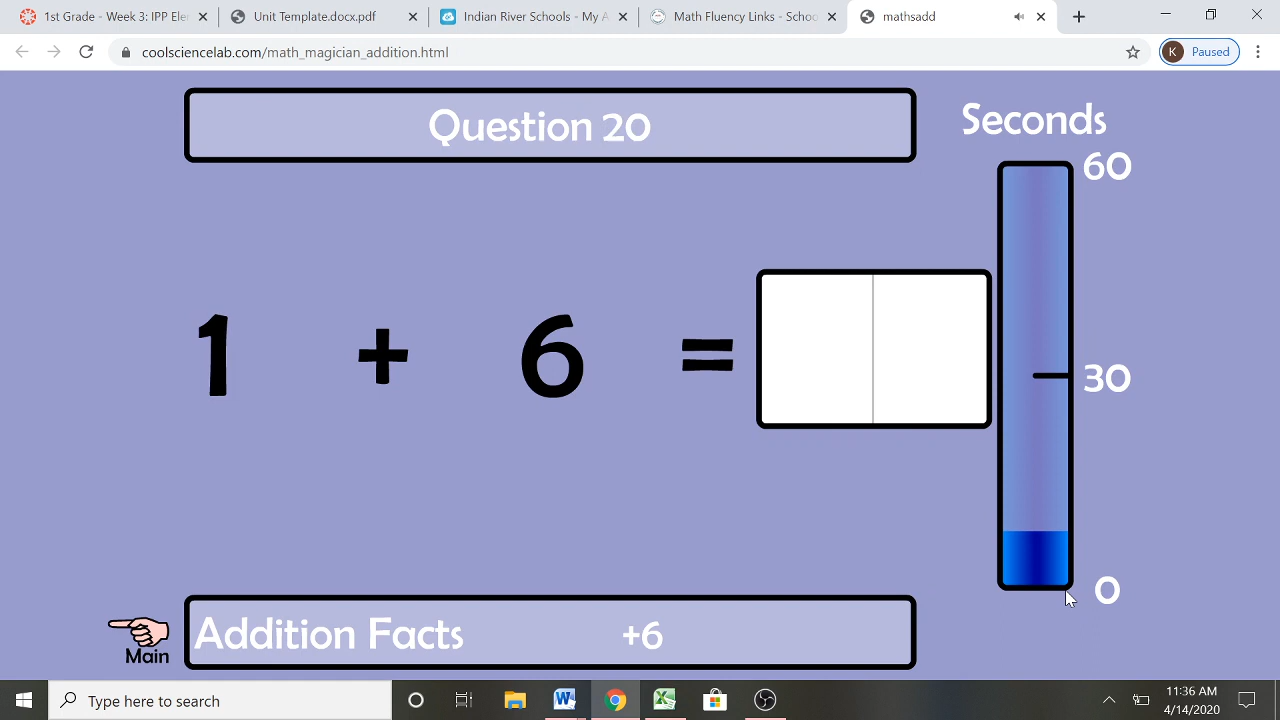 1st Grade - Week 3: IPP Ele
Unit Template.docx.pdf
Indian River Schools - My A
Math Fluency Links - Schoo
mathsadd
coolsciencelab.com/math_magician_addition.html
K
Paused
Question 20
Seconds
60
1 + 6 =
30
0
Main
Addition Facts +6
Type here to search
11:36 AM
4/14/2020